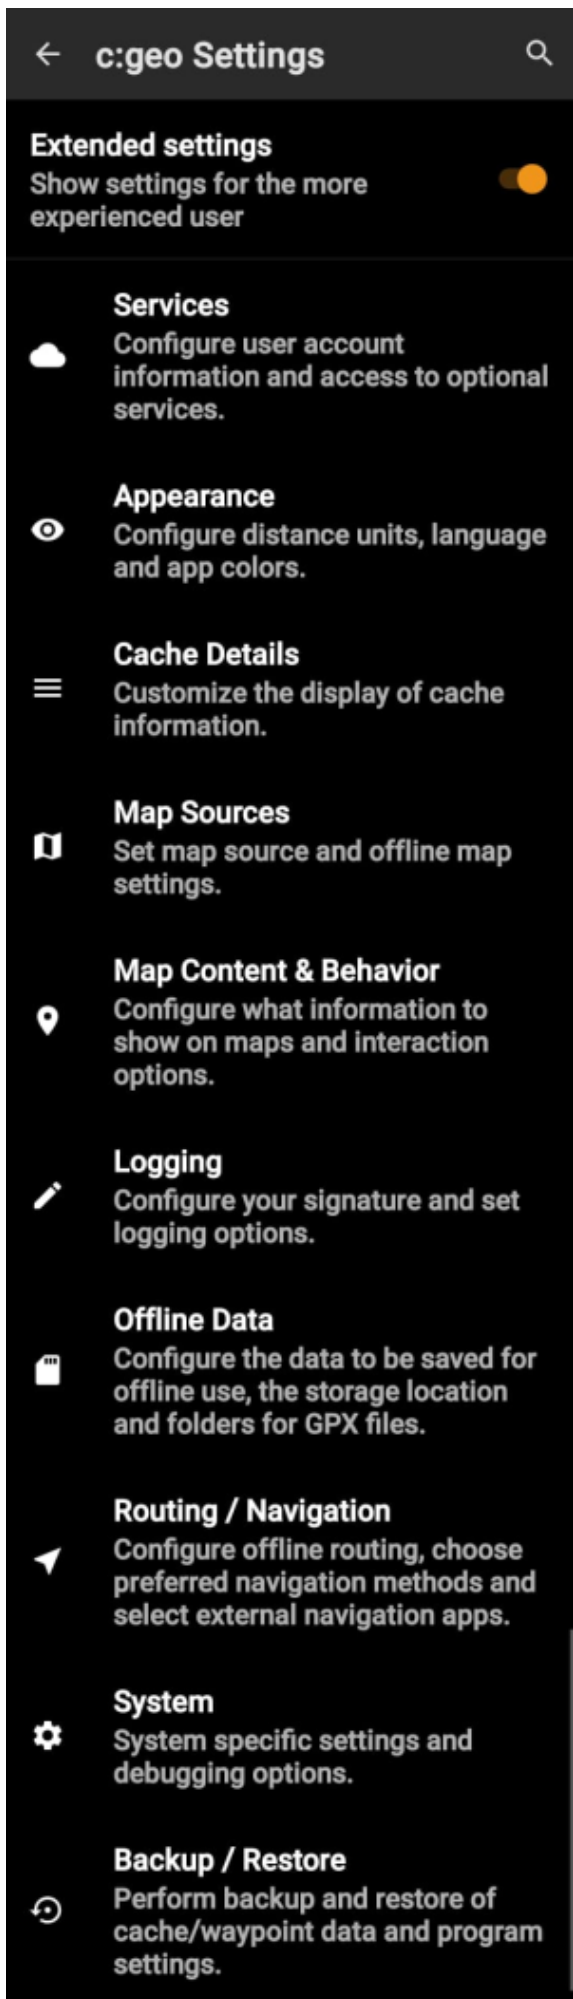 c:geo Settings
Extended settings
Show settings for the more
experienced user
Services
Configure user account
information and access to optional
services.
Appearance
Configure distance units, language
and app colors.
Cache Details
Customize the display of cache
information.
Map Sources
Set map source and offline map
settings.
Map Content & Behavior
Configure what information to
show on maps and interaction
options.
Logging
Configure your signature and set
logging options.
Offline Data
Configure the data to be saved for
offline use, the storage location
and folders for GPX files.
Routing / Navigation
Configure offline routing, choose
preferred navigation methods and
select external navigation apps.
System
System specific settings and
debugging options.
Backup / Restore
Perform backup and restore of
cache/waypoint data and program
settings.